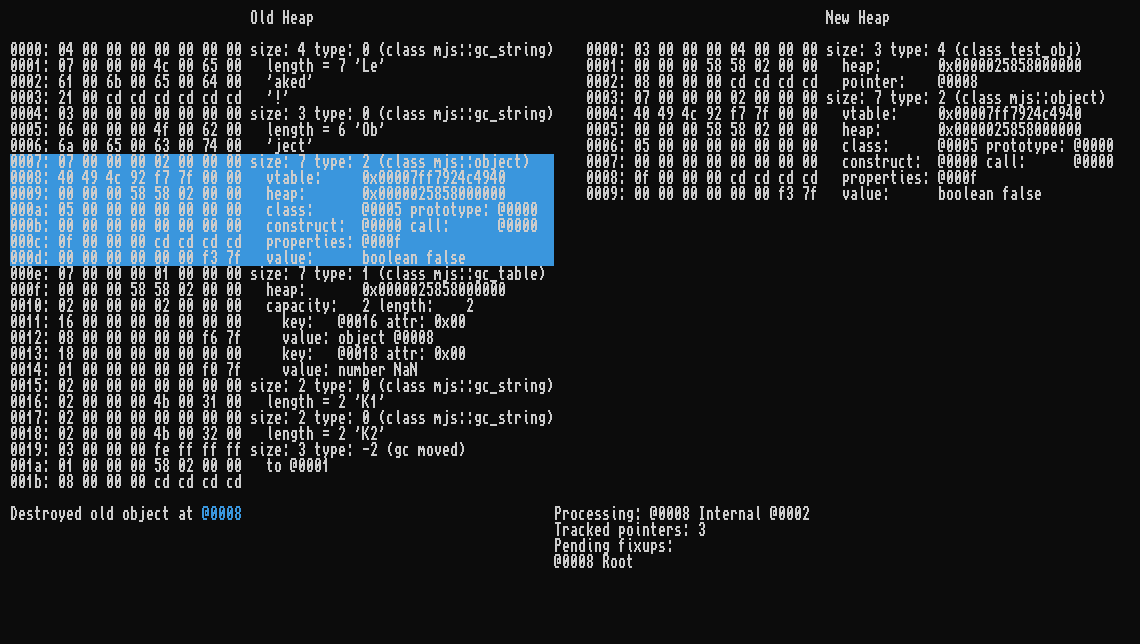 Old Heap
0000: 04 00 00 00 00 00 00 00 size: 4 type: 0 (class mjs::gc_string)
0001: 07 00 00 00 4c 00 65 00   length = 7 'Le'
0002: 61 00 6b 00 65 00 64 00   'aked'
0003: 21 00 cd cd cd cd cd cd   '!'
0004: 03 00 00 00 00 00 00 00 size: 3 type: 0 (class mjs::gc_string)
0005: 06 00 00 00 4f 00 62 00   length = 6 'Ob'
0006: 6a 00 65 00 63 00 74 00   'ject'
0007: 07 00 00 00 02 00 00 00 size: 7 type: 2 (class mjs::object)
0008: 40 49 4c 92 f7 7f 00 00   vtable:     0x00007ff7924c4940
0009: 00 00 00 58 58 02 00 00   heap:       0x0000025858000000
000a: 05 00 00 00 00 00 00 00   class:      @0005 prototype: @0000
000b: 00 00 00 00 00 00 00 00   construct:  @0000 call:      @0000
000c: 0f 00 00 00 cd cd cd cd   properties: @000f
000d: 00 00 00 00 00 00 f3 7f   value:      boolean false
000e: 07 00 00 00 01 00 00 00 size: 7 type: 1 (class mjs::gc_table)
000f: 00 00 00 58 58 02 00 00   heap:       0x0000025858000000
0010: 02 00 00 00 02 00 00 00   capacity:   2 length:    2
0011: 16 00 00 00 00 00 00 00     key:   @0016 attr: 0x00
0012: 08 00 00 00 00 00 f6 7f     value: object @0008
0013: 18 00 00 00 00 00 00 00     key:   @0018 attr: 0x00
0014: 01 00 00 00 00 00 f0 7f     value: number NaN
0015: 02 00 00 00 00 00 00 00 size: 2 type: 0 (class mjs::gc_string)
0016: 02 00 00 00 4b 00 31 00   length = 2 'K1'
0017: 02 00 00 00 00 00 00 00 size: 2 type: 0 (class mjs::gc_string)
0018: 02 00 00 00 4b 00 32 00   length = 2 'K2'
0019: 03 00 00 00 fe ff ff ff size: 3 type: -2 (gc moved)
001a: 01 00 00 00 58 02 00 00   to @0001
001b: 08 00 00 00 cd cd cd cd
Destroyed old object at @0008
New Heap
0000: 03 00 00 00 04 00 00 00 size: 3 type: 4 (class test_obj)
0001: 00 00 00 58 58 02 00 00   heap:       0x0000025858000000
0002: 08 00 00 00 cd cd cd cd   pointer:    @0008
0003: 07 00 00 00 02 00 00 00 size: 7 type: 2 (class mjs::object)
0004: 40 49 4c 92 f7 7f 00 00   vtable:     0x00007ff7924c4940
0005: 00 00 00 58 58 02 00 00   heap:       0x0000025858000000
0006: 05 00 00 00 00 00 00 00   class:      @0005 prototype: @0000
0007: 00 00 00 00 00 00 00 00   construct:  @0000 call:      @0000
0008: 0f 00 00 00 cd cd cd cd   properties: @000f
0009: 00 00 00 00 00 00 f3 7f   value:      boolean false
Processing: @0008 Internal @0002
Tracked pointers: 3
Pending fixups:
@0008 Root